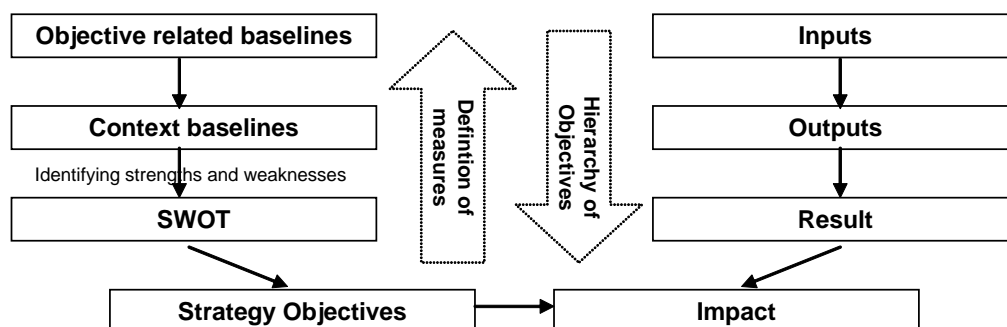 Objective related baselines
Context baselines
Identifying strengths and weaknesses
SWOT
Strategy Objectives
Defintion of
measures
Hierarchy of
Objectives
Inputs
Outputs
Result
Impact